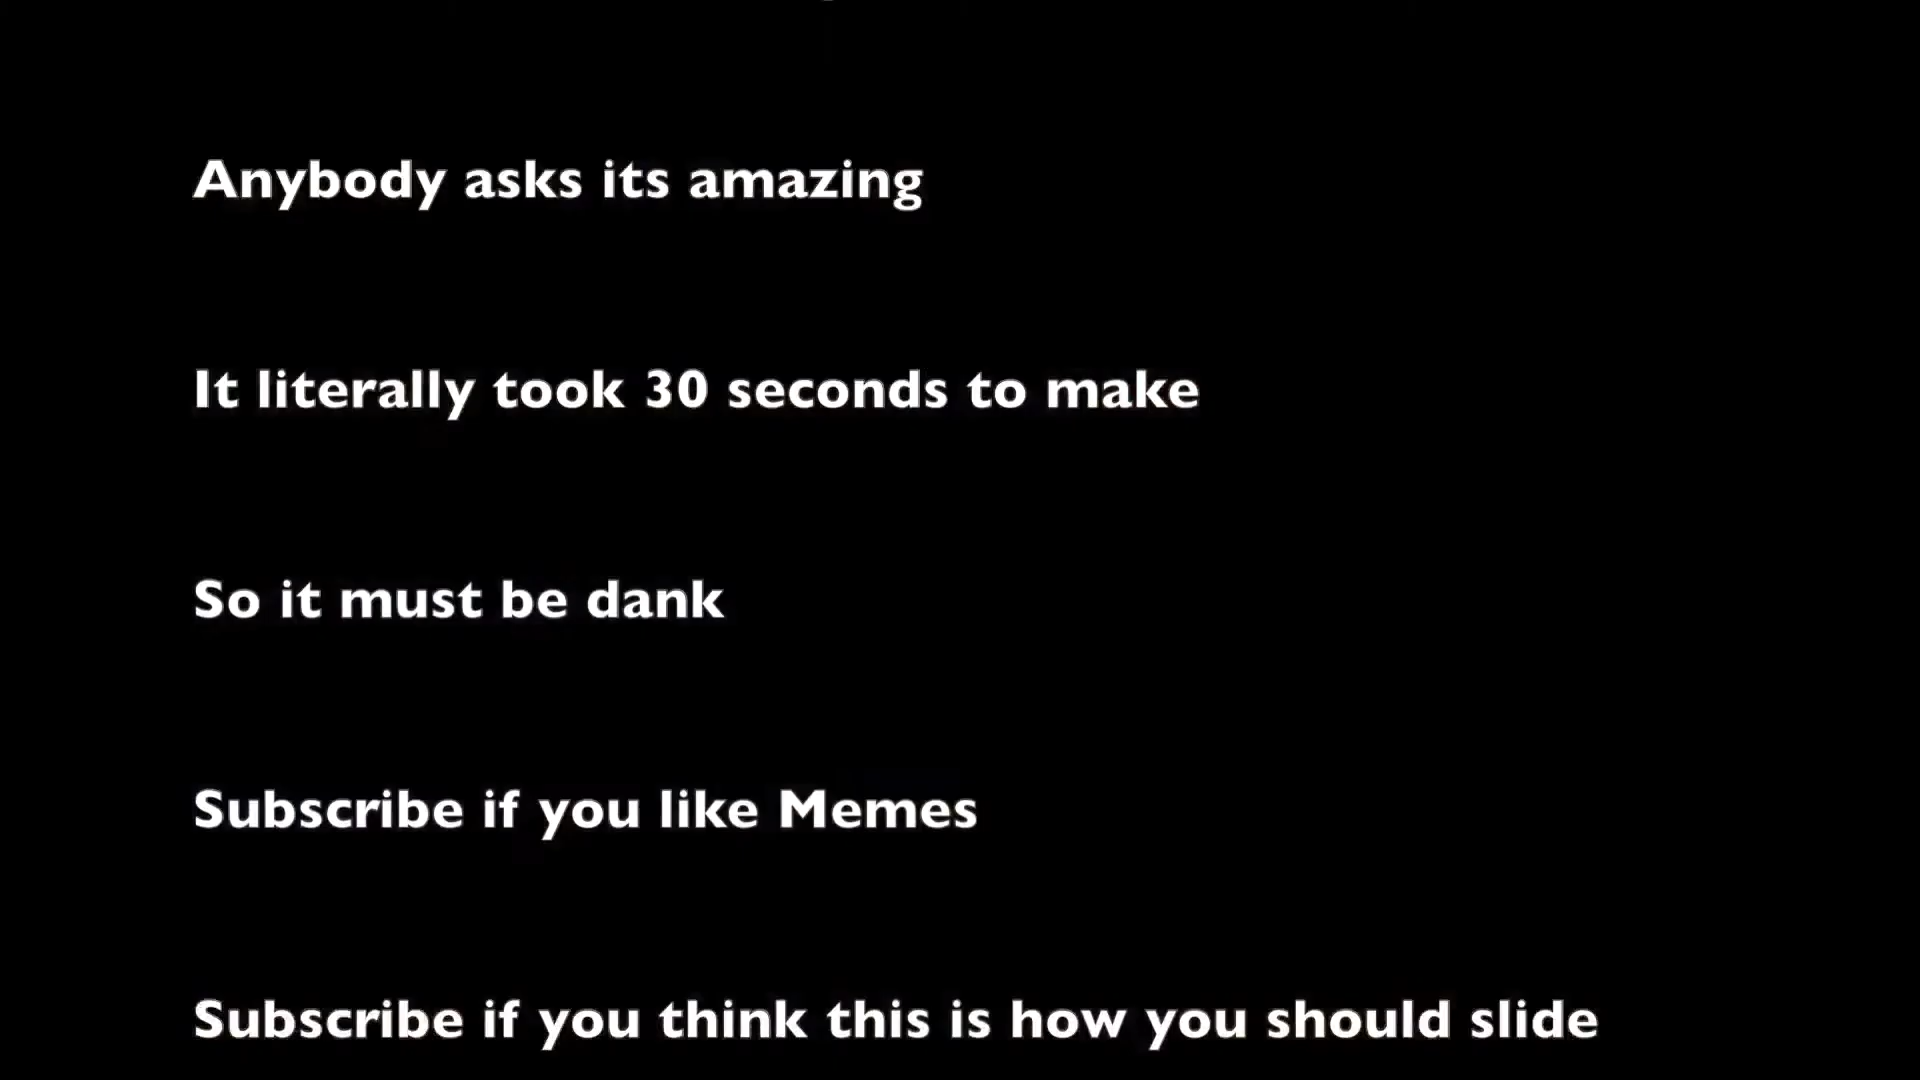 Anybody asks its amazing
It literally took 30 seconds to make
So it must be dank
Subscribe if you like Memes
Subscribe if you think this is how you should slide